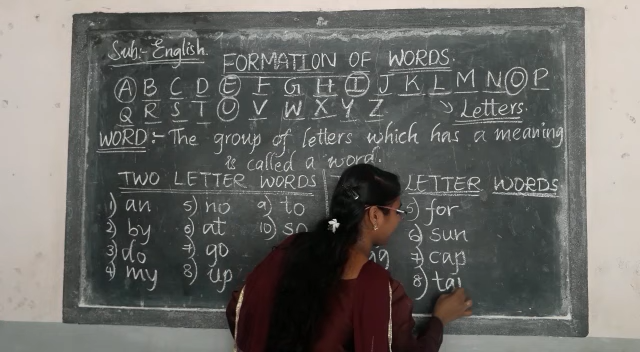 Sub:- English.
FORMATION OF WORDS.
A B C D E F G H I J K L M N O P
Q R S T U V W X Y Z Letters.
WORD:- The group of letters which has a meaning
is called a word.
TWO LETTER WORDS LETTER WORDS
1) an 5) no 9) to 5) for
2) by 6) at 10) so 6) sun
3) do 7) go 7) cap
4) my 8) up 8)